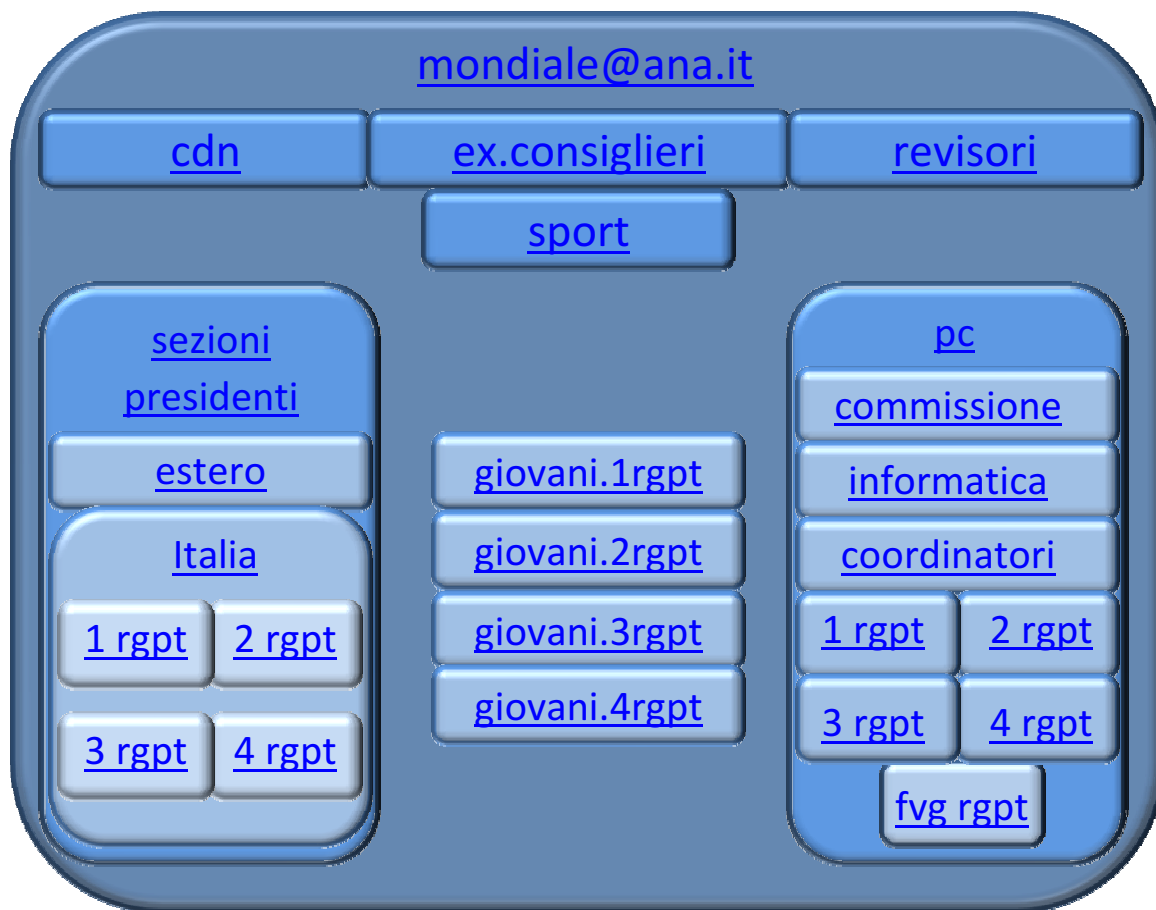 mondiale@ana.it
cdn
ex.consiglieri
revisori
sport
sezioni
presidenti
estero
Italia
1 rgpt
2 rgpt
3 rgpt
4 rgpt
giovani.1rgpt
giovani.2rgpt
giovani.3rgpt
giovani.4rgpt
pc
commissione
informatica
coordinatori
1 rgpt
2 rgpt
3 rgpt
4 rgpt
fvg rgpt